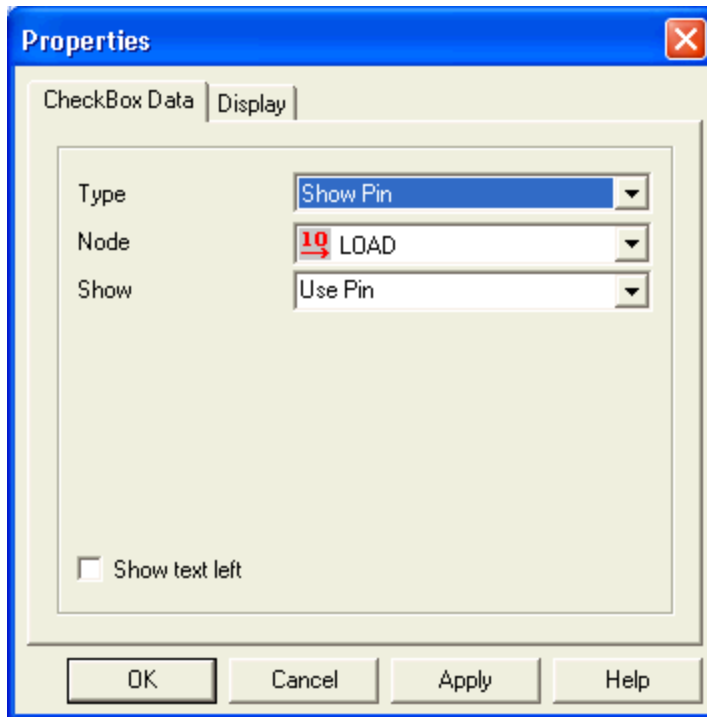 Properties
CheckBox Data Display
Type Show Pin
Node 10 LOAD
Show Use Pin
Show text left
OK Cancel Apply Help